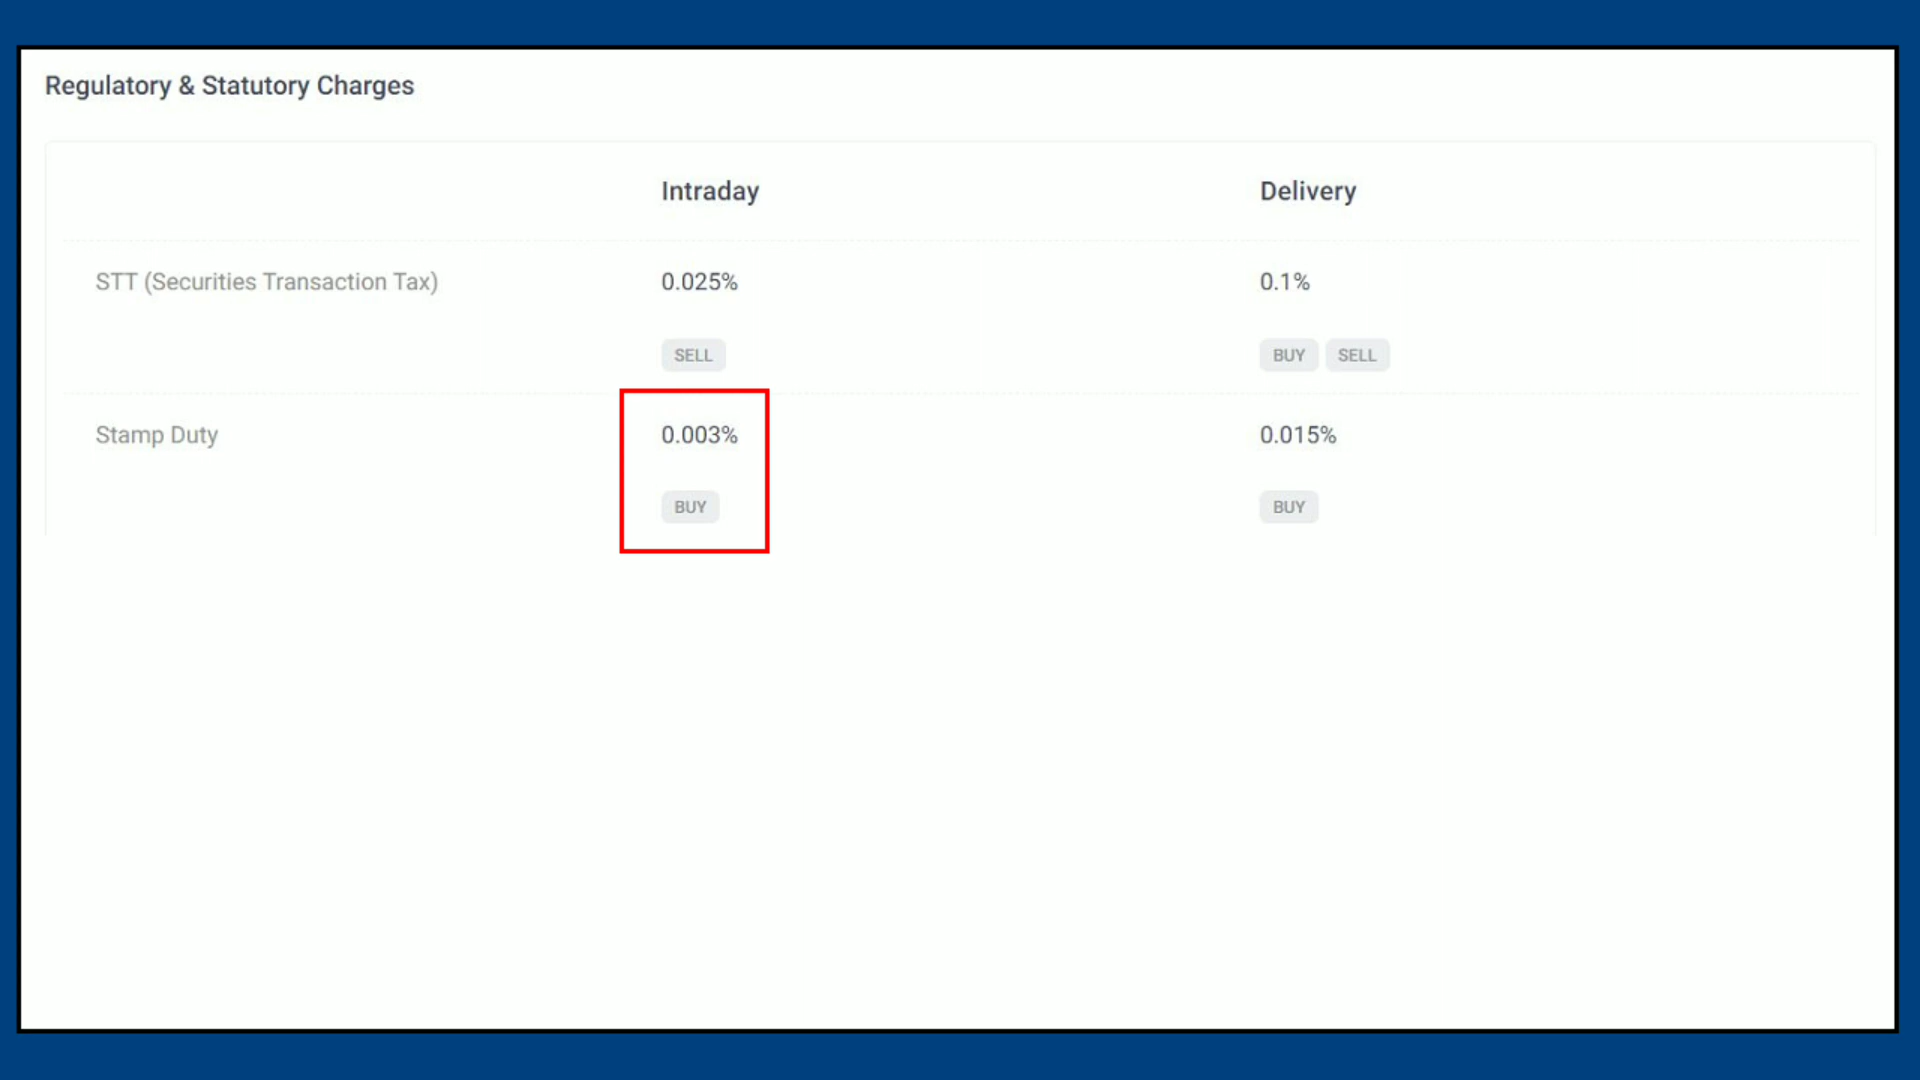 Regulatory & Statutory Charges
Intraday Delivery
STT (Securities Transaction Tax) 0.025% 0.1%
SELL BUY SELL
Stamp Duty 0.003% 0.015%
BUY BUY